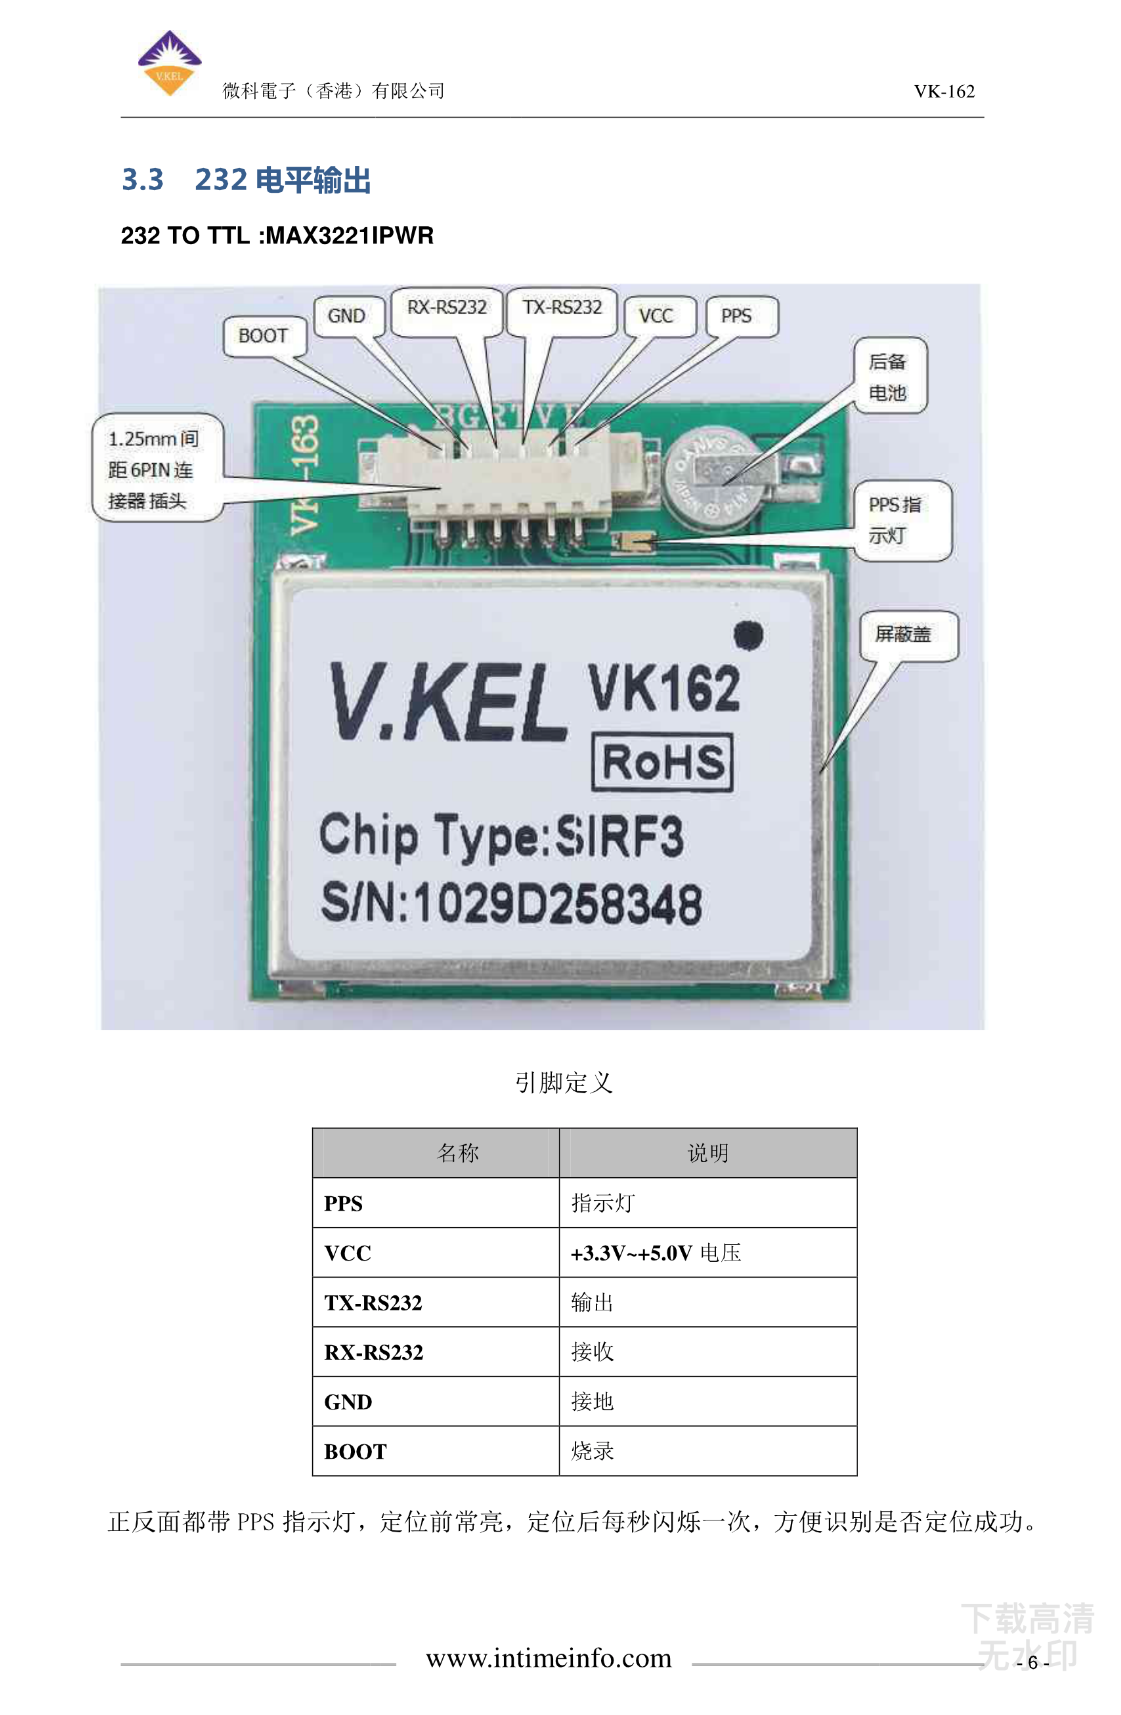 V.KEL
微科電子（香港）有限公司 VK-162
3.3 232 电平输出
232 TO TTL :MAX3221IPWR
BOOT
GND
RX-RS232
TX-RS232
VCC
PPS
后备
电池
1.25mm 间
距 6PIN 连
接器 插头
PPS 指
示灯
屏蔽盖
BGRTVP
VK-163
SANYO
V.KEL VK162
RoHS
Chip Type:SIRF3
S/N:1029D258348
引脚定义
名称 说明
PPS 指示灯
VCC +3.3V~+5.0V 电压
TX-RS232 输出
RX-RS232 接收
GND 接地
BOOT 烧录
正反面都带 PPS 指示灯，定位前常亮，定位后每秒闪烁一次，方便识别是否定位成功。
下载高清
无水印
www.intimeinfo.com
- 6 -